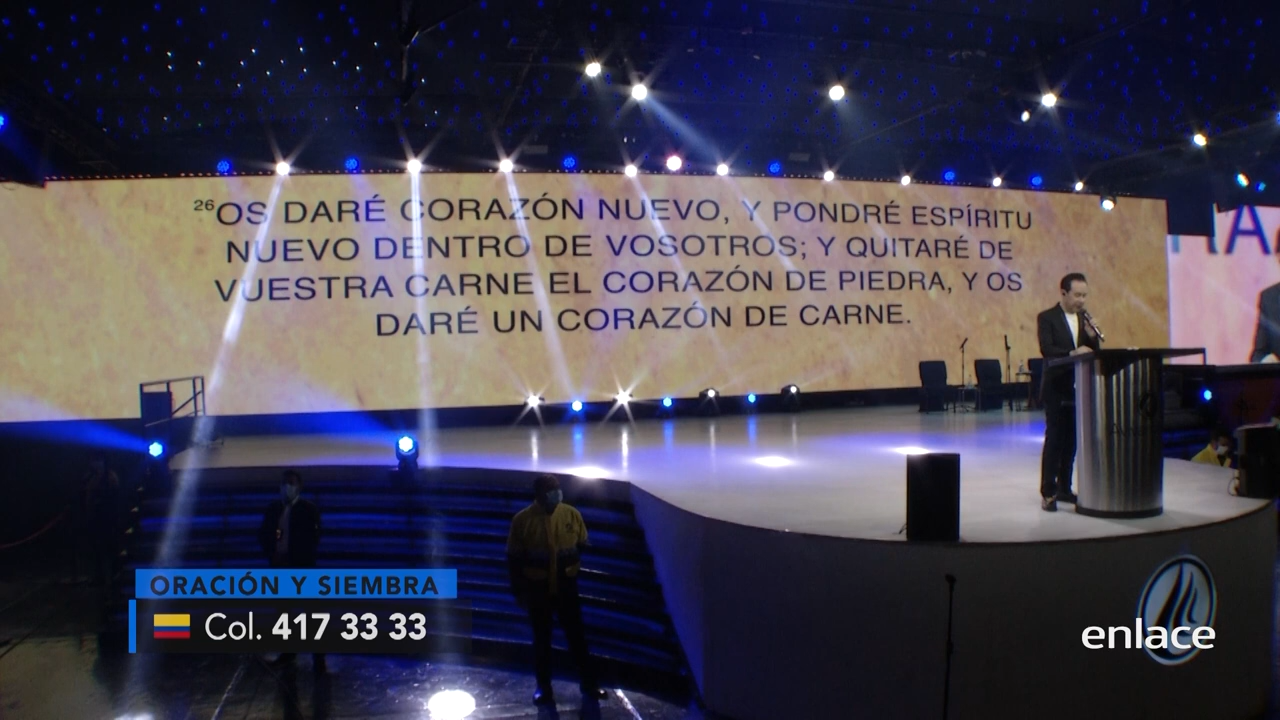 ²⁶OS DARÉ CORAZÓN NUEVO, Y PONDRÉ ESPÍRITU
NUEVO DENTRO DE VOSOTROS; Y QUITARÉ DE
VUESTRA CARNE EL CORAZÓN DE PIEDRA, Y OS
DARÉ UN CORAZÓN DE CARNE.
ORACIÓN Y SIEMBRA
Col. 417 33 33
enlace